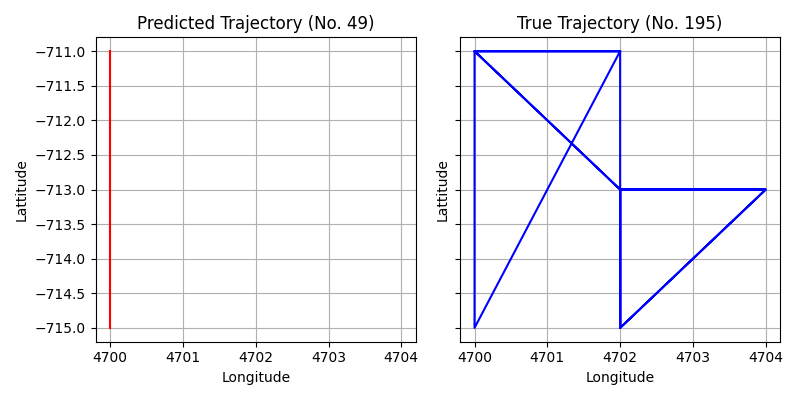 Predicted Trajectory (No. 49)
Lattitude
−711.0
−711.5
−712.0
−712.5
−713.0
−713.5
−714.0
−714.5
−715.0
4700 4701 4702 4703 4704
Longitude
True Trajectory (No. 195)
Lattitude
4700 4701 4702 4703 4704
Longitude